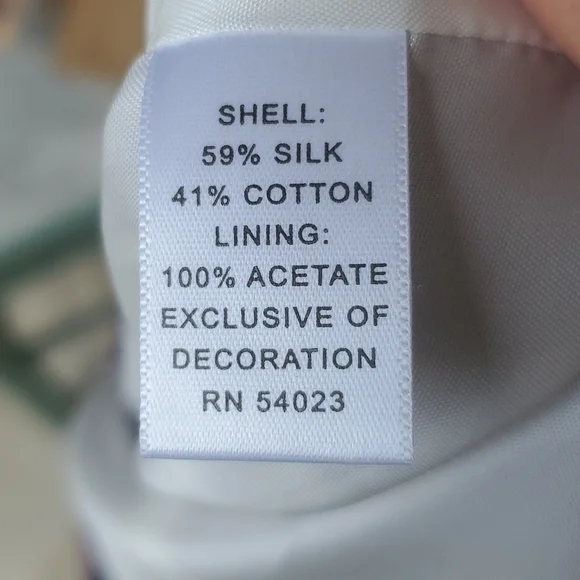 SHELL:
59% SILK
41% COTTON
LINING:
100% ACETATE
EXCLUSIVE OF
DECORATION
RN 54023